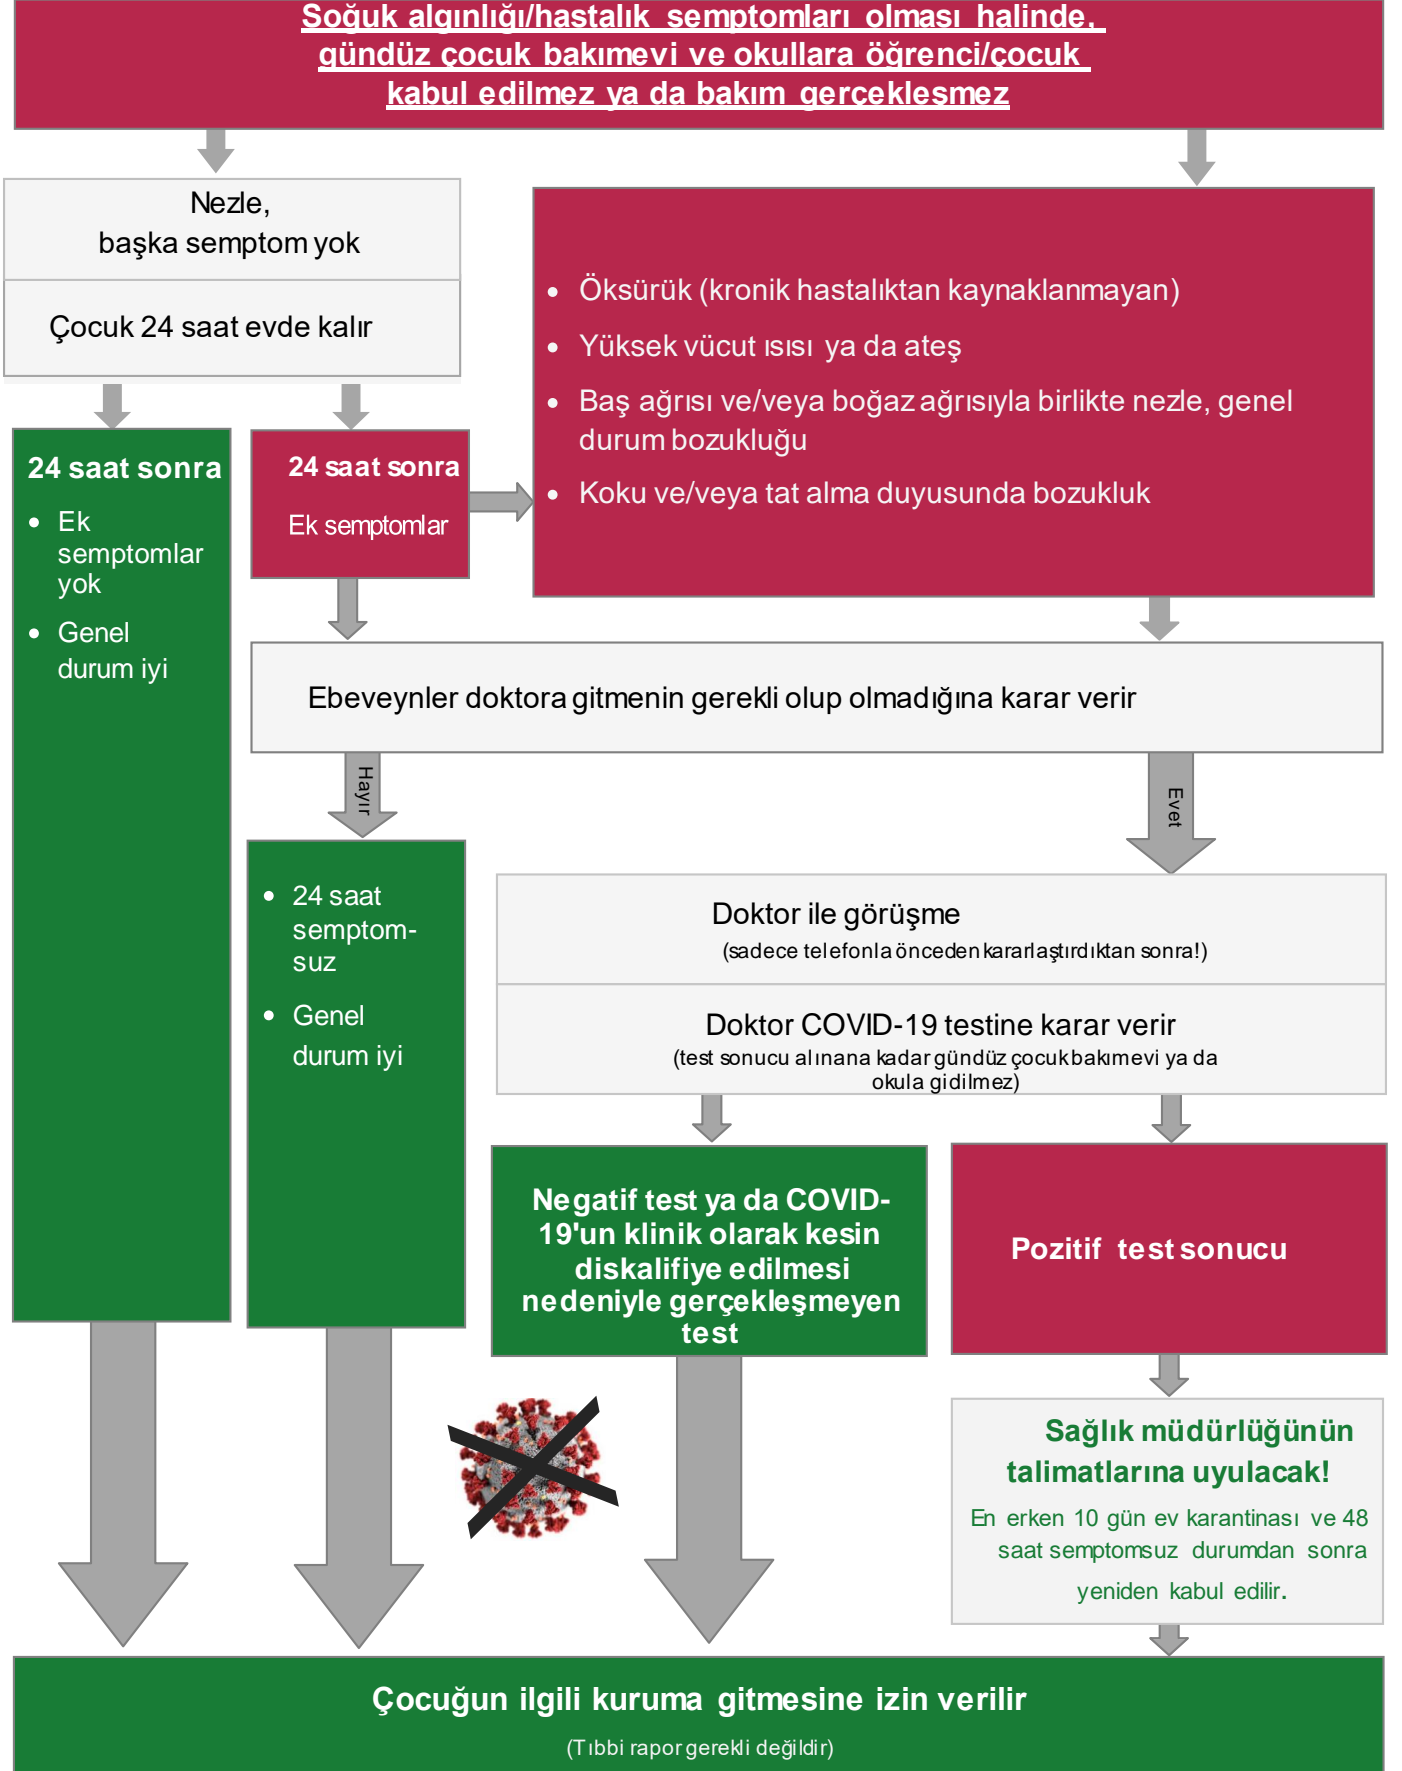 Soğuk algınlığı/hastalık semptomları olması halinde,
gündüz çocuk bakımevi ve okullara öğrenci/çocuk
kabul edilmez ya da bakım gerçekleşmez
Nezle,
başka semptom yok
Çocuk 24 saat evde kalır
• Öksürük (kronik hastalıktan kaynaklanmayan)
• Yüksek vücut ısısı ya da ateş
• Baş ağrısı ve/veya boğaz ağrısıyla birlikte nezle, genel
durum bozukluğu
• Koku ve/veya tat alma duyusunda bozukluk
24 saat sonra
• Ek
semptomlar
yok
• Genel
durum iyi
24 saat sonra
Ek semptomlar
Ebeveynler doktora gitmenin gerekli olup olmadığına karar verir
Hayır
Evet
• 24 saat
semptom-
suz
• Genel
durum iyi
Doktor ile görüşme
(sadece telefonla önceden kararlaştırdıktan sonra!)
Doktor COVID-19 testine karar verir
(test sonucu alınana kadar gündüz çocuk bakımevi ya da
okula gidilmez)
Negatif test ya da COVID-
19'un klinik olarak kesin
diskalifiye edilmesi
nedeniyle gerçekleşmeyen
test
Pozitif test sonucu
Sağlık müdürlüğünün
talimatlarına uyulacak!
En erken 10 gün ev karantinası ve 48
saat semptomsuz durumdan sonra
yeniden kabul edilir.
Çocuğun ilgili kuruma gitmesine izin verilir
(Tıbbi rapor gerekli değildir)